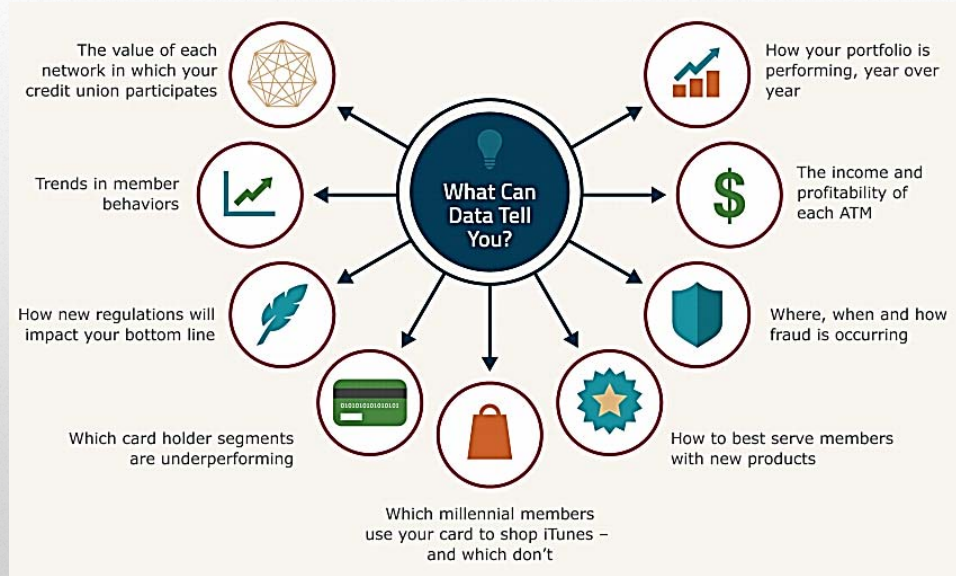 The value of each
network in which your
credit union participates
How your portfolio is
performing, year over
year
What Can
Data Tell
You?
Trends in member
behaviors
The income and
profitability of
each ATM
$
How new regulations will
impact your bottom line
Where, when and how
fraud is occurring
0101010101010101
Which card holder segments
are underperforming
How to best serve members
with new products
Which millennial members
use your card to shop iTunes –
and which don't